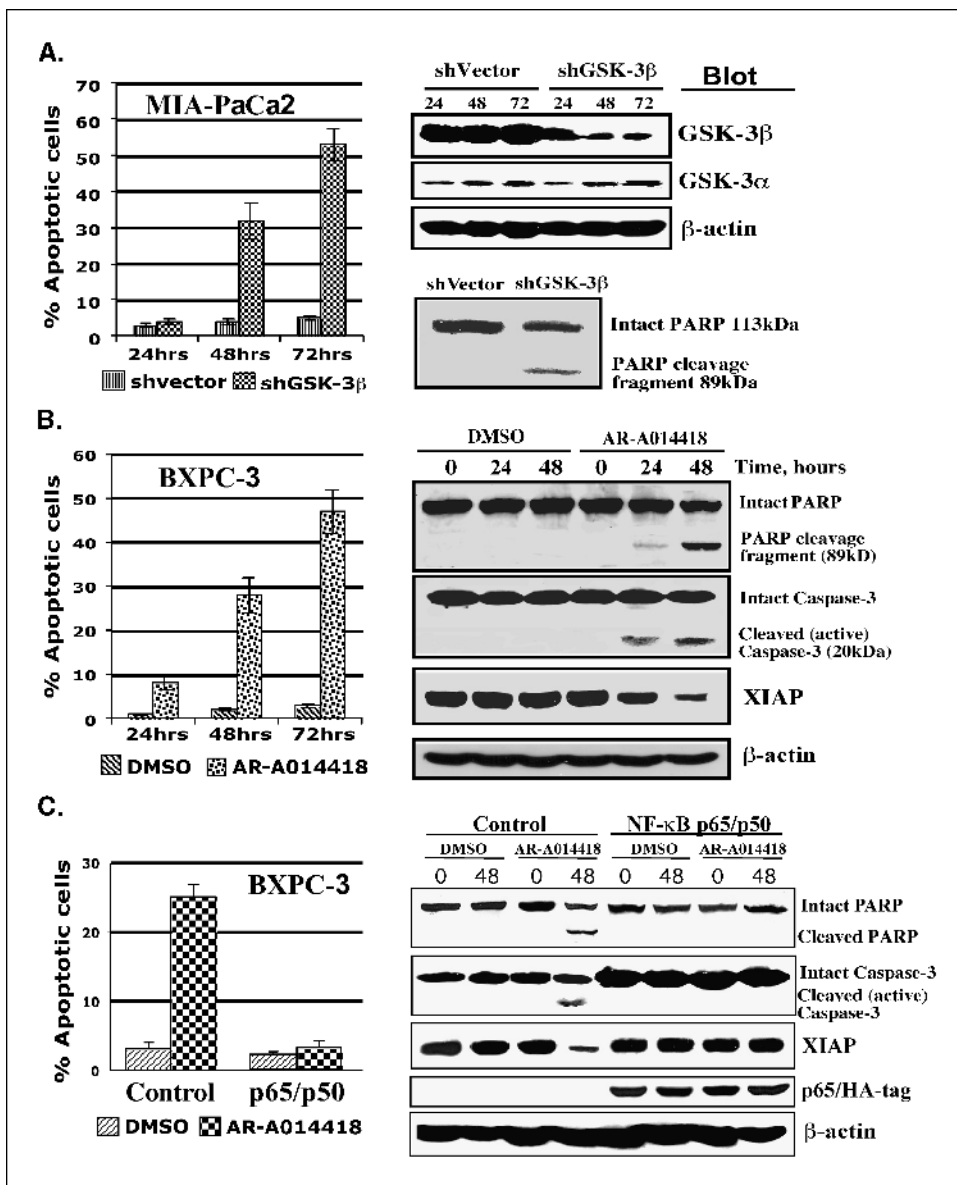 A.
MIA-PaCa2
% Apoptotic cells
70
60
50
40
30
20
10
0
24hrs 48hrs 72hrs
shvector shGSK-3β
shVector shGSK-3β Blot
24 48 72 24 48 72
GSK-3β
GSK-3α
β-actin
shVector shGSK-3β
Intact PARP 113kDa
PARP cleavage
fragment 89kDa
B.
BXPC-3
% Apoptotic cells
60
50
40
30
20
10
0
24hrs 48hrs 72hrs
DMSO AR-A014418
DMSO AR-A014418
0 24 48 0 24 48 Time, hours
Intact PARP
PARP cleavage
fragment (89kD)
Intact Caspase-3
Cleaved (active)
Caspase-3 (20kDa)
XIAP
β-actin
C.
BXPC-3
% Apoptotic cells
30
20
10
0
Control p65/p50
DMSO AR-A014418
Control NF-κB p65/p50
DMSO AR-A014418 DMSO AR-A014418
0 48 0 48 0 48 0 48
Intact PARP
Cleaved PARP
Intact Caspase-3
Cleaved (active)
Caspase-3
XIAP
p65/HA-tag
β-actin